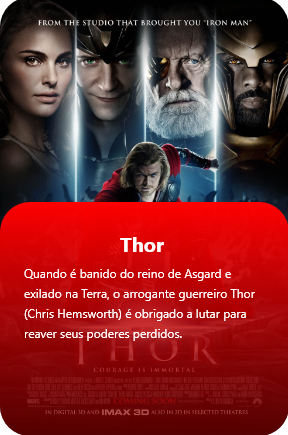 FROM THE STUDIO THAT BROUGHT YOU "IRON MAN"
Thor
Quando é banido do reino de Asgard e
exilado na Terra, o arrogante guerreiro Thor
(Chris Hemsworth) é obrigado a lutar para
reaver seus poderes perdidos.
THOR
COURAGE IS IMMORTAL
IN DIGITAL 3D AND IMAX 3D ALSO IN 2D IN SELECTED THEATRES